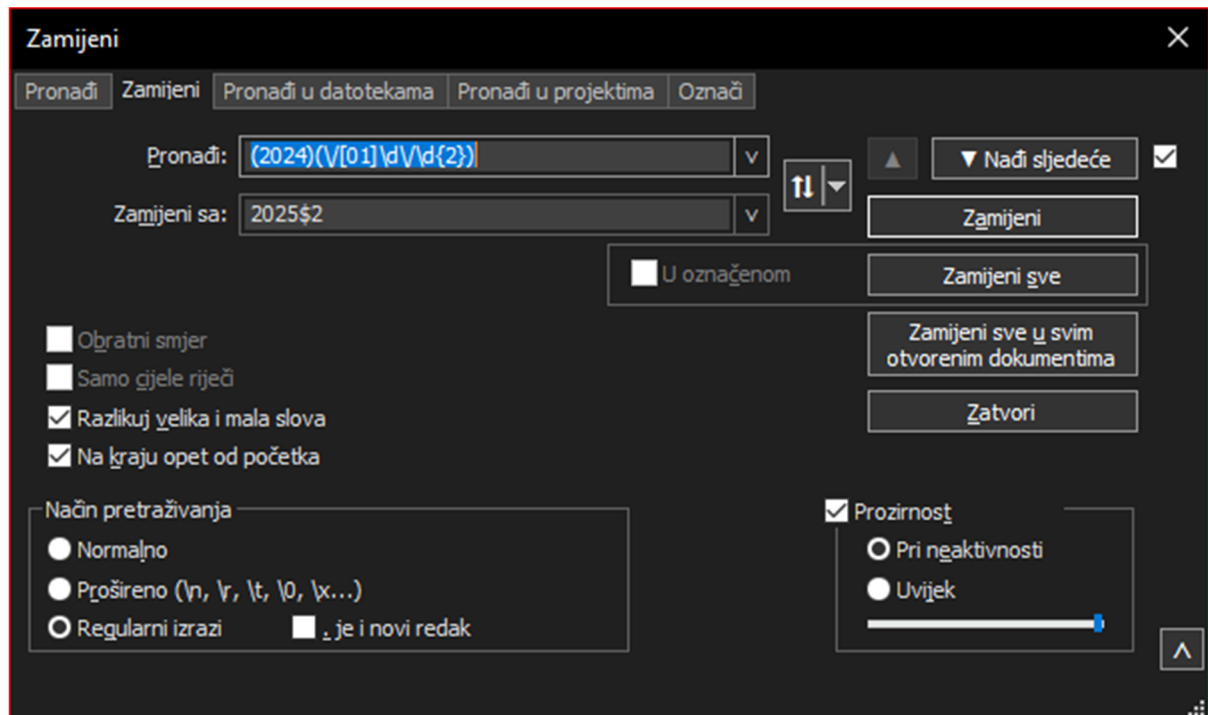 Zamijeni
Pronađi Zamijeni Pronađi u datotekama Pronađi u projektima Označi
Pronađi: (2024)(\/[01]\d\/\d{2}) ▲ ▼ Nađi sljedeće
Zamijeni sa: 2025$2 Zamijeni
U označenom Zamijeni sve
Obratni smjer
Zamijeni sve u svim
otvorenim dokumentima
Samo cijele riječi
Razlikuj velika i mala slova Zatvori
Na kraju opet od početka
Način pretraživanja Prozirnost
Normalno Pri neaktivnosti
Prošireno (\n, \r, \t, \0, \x...) Uvijek
Regularni izrazi . je i novi redak